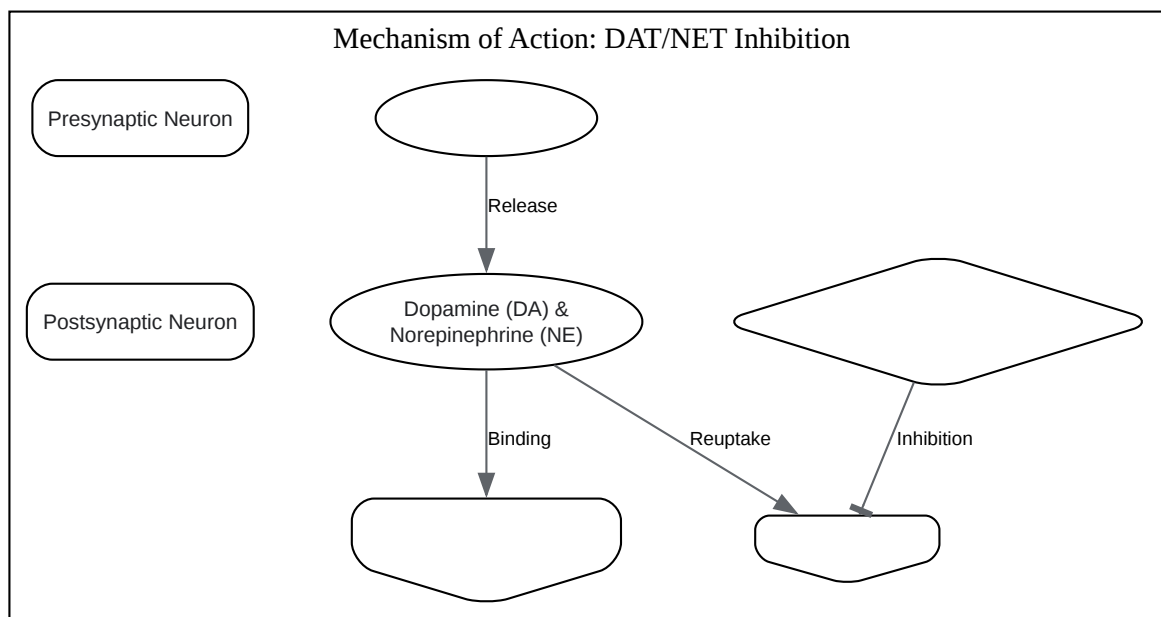 Mechanism of Action: DAT/NET Inhibition
Presynaptic Neuron
Release
Postsynaptic Neuron
Dopamine (DA) &
Norepinephrine (NE)
Binding
Reuptake
Inhibition